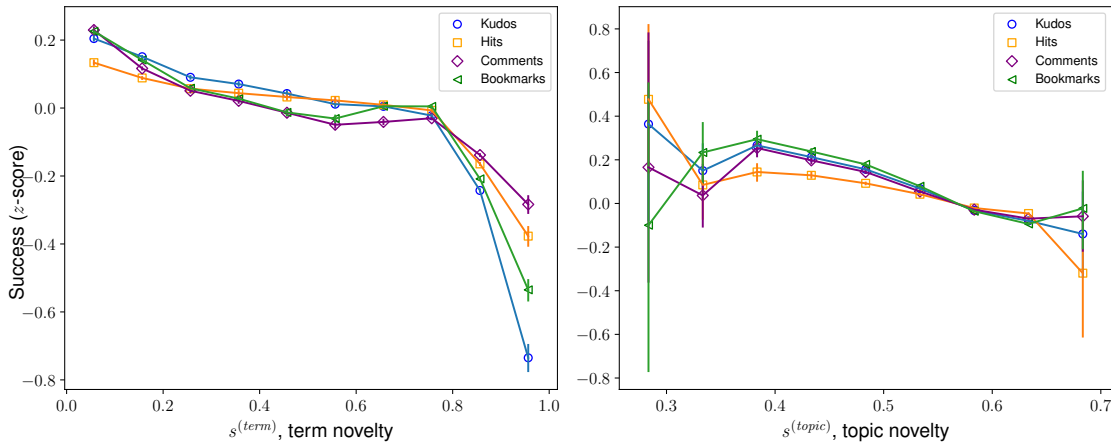 Success (z-score)
0.2
0.0
−0.2
−0.4
−0.6
−0.8
Kudos
Hits
Comments
Bookmarks
0.0 0.2 0.4 0.6 0.8 1.0
s^(term), term novelty
0.8
0.6
0.4
0.2
0.0
−0.2
−0.4
−0.6
−0.8
Kudos
Hits
Comments
Bookmarks
0.3 0.4 0.5 0.6 0.7
s^(topic), topic novelty